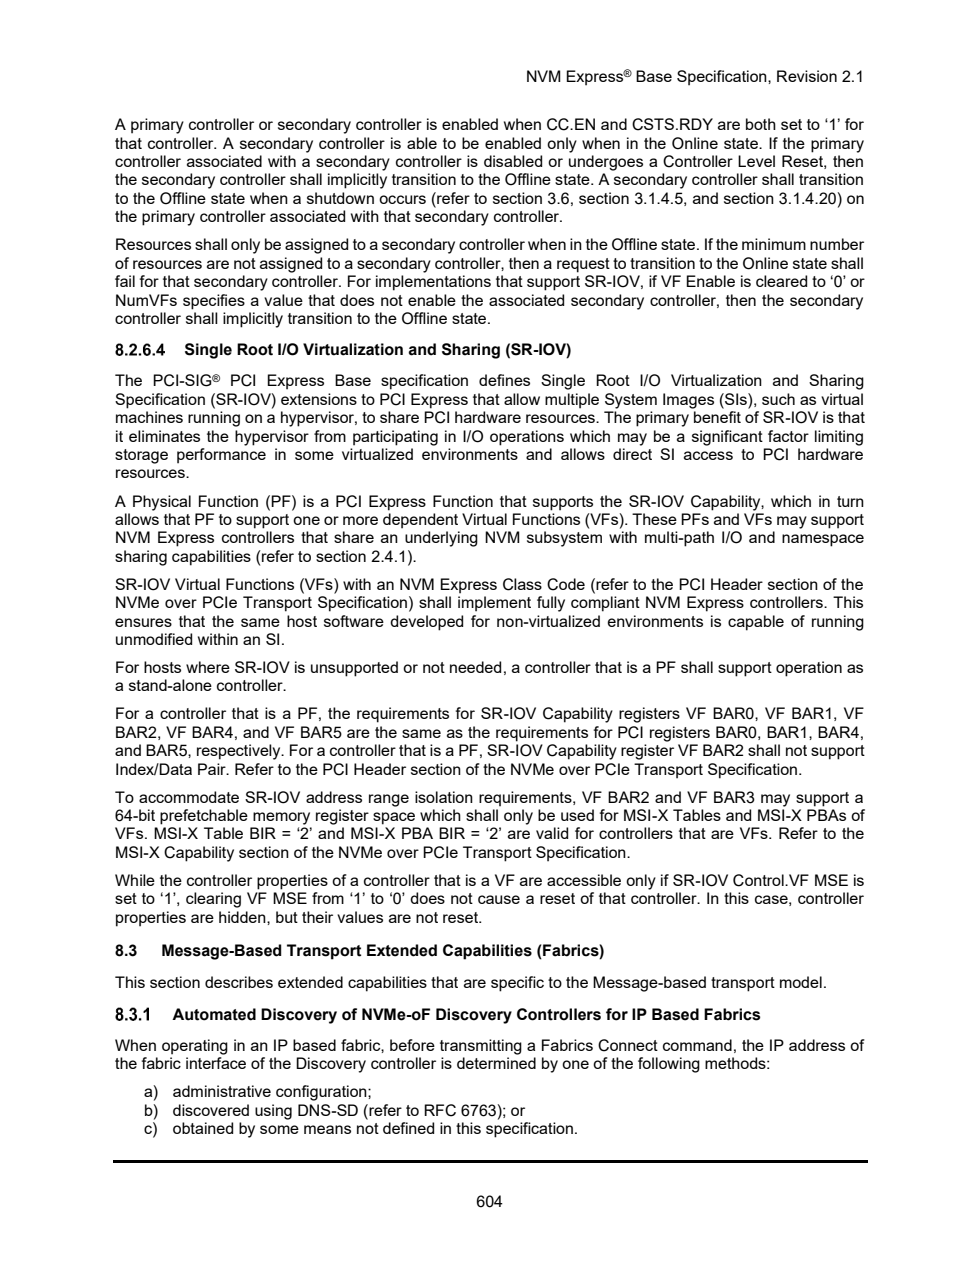 NVM Express® Base Specification, Revision 2.1
A primary controller or secondary controller is enabled when CC.EN and CSTS.RDY are both set to ‘1’ for
that controller. A secondary controller is able to be enabled only when in the Online state. If the primary
controller associated with a secondary controller is disabled or undergoes a Controller Level Reset, then
the secondary controller shall implicitly transition to the Offline state. A secondary controller shall transition
to the Offline state when a shutdown occurs (refer to section 3.6, section 3.1.4.5, and section 3.1.4.20) on
the primary controller associated with that secondary controller.
Resources shall only be assigned to a secondary controller when in the Offline state. If the minimum number
of resources are not assigned to a secondary controller, then a request to transition to the Online state shall
fail for that secondary controller. For implementations that support SR-IOV, if VF Enable is cleared to ‘0’ or
NumVFs specifies a value that does not enable the associated secondary controller, then the secondary
controller shall implicitly transition to the Offline state.
8.2.6.4 Single Root I/O Virtualization and Sharing (SR-IOV)
The PCI-SIG® PCI Express Base specification defines Single Root I/O Virtualization and Sharing
Specification (SR-IOV) extensions to PCI Express that allow multiple System Images (SIs), such as virtual
machines running on a hypervisor, to share PCI hardware resources. The primary benefit of SR-IOV is that
it eliminates the hypervisor from participating in I/O operations which may be a significant factor limiting
storage performance in some virtualized environments and allows direct SI access to PCI hardware
resources.
A Physical Function (PF) is a PCI Express Function that supports the SR-IOV Capability, which in turn
allows that PF to support one or more dependent Virtual Functions (VFs). These PFs and VFs may support
NVM Express controllers that share an underlying NVM subsystem with multi-path I/O and namespace
sharing capabilities (refer to section 2.4.1).
SR-IOV Virtual Functions (VFs) with an NVM Express Class Code (refer to the PCI Header section of the
NVMe over PCIe Transport Specification) shall implement fully compliant NVM Express controllers. This
ensures that the same host software developed for non-virtualized environments is capable of running
unmodified within an SI.
For hosts where SR-IOV is unsupported or not needed, a controller that is a PF shall support operation as
a stand-alone controller.
For a controller that is a PF, the requirements for SR-IOV Capability registers VF BAR0, VF BAR1, VF
BAR2, VF BAR4, and VF BAR5 are the same as the requirements for PCI registers BAR0, BAR1, BAR4,
and BAR5, respectively. For a controller that is a PF, SR-IOV Capability register VF BAR2 shall not support
Index/Data Pair. Refer to the PCI Header section of the NVMe over PCIe Transport Specification.
To accommodate SR-IOV address range isolation requirements, VF BAR2 and VF BAR3 may support a
64-bit prefetchable memory register space which shall only be used for MSI-X Tables and MSI-X PBAs of
VFs. MSI-X Table BIR = ‘2’ and MSI-X PBA BIR = ‘2’ are valid for controllers that are VFs. Refer to the
MSI-X Capability section of the NVMe over PCIe Transport Specification.
While the controller properties of a controller that is a VF are accessible only if SR-IOV Control.VF MSE is
set to ‘1’, clearing VF MSE from ‘1’ to ‘0’ does not cause a reset of that controller. In this case, controller
properties are hidden, but their values are not reset.
8.3 Message-Based Transport Extended Capabilities (Fabrics)
This section describes extended capabilities that are specific to the Message-based transport model.
8.3.1 Automated Discovery of NVMe-oF Discovery Controllers for IP Based Fabrics
When operating in an IP based fabric, before transmitting a Fabrics Connect command, the IP address of
the fabric interface of the Discovery controller is determined by one of the following methods:
a) administrative configuration;
b) discovered using DNS-SD (refer to RFC 6763); or
c) obtained by some means not defined in this specification.
604